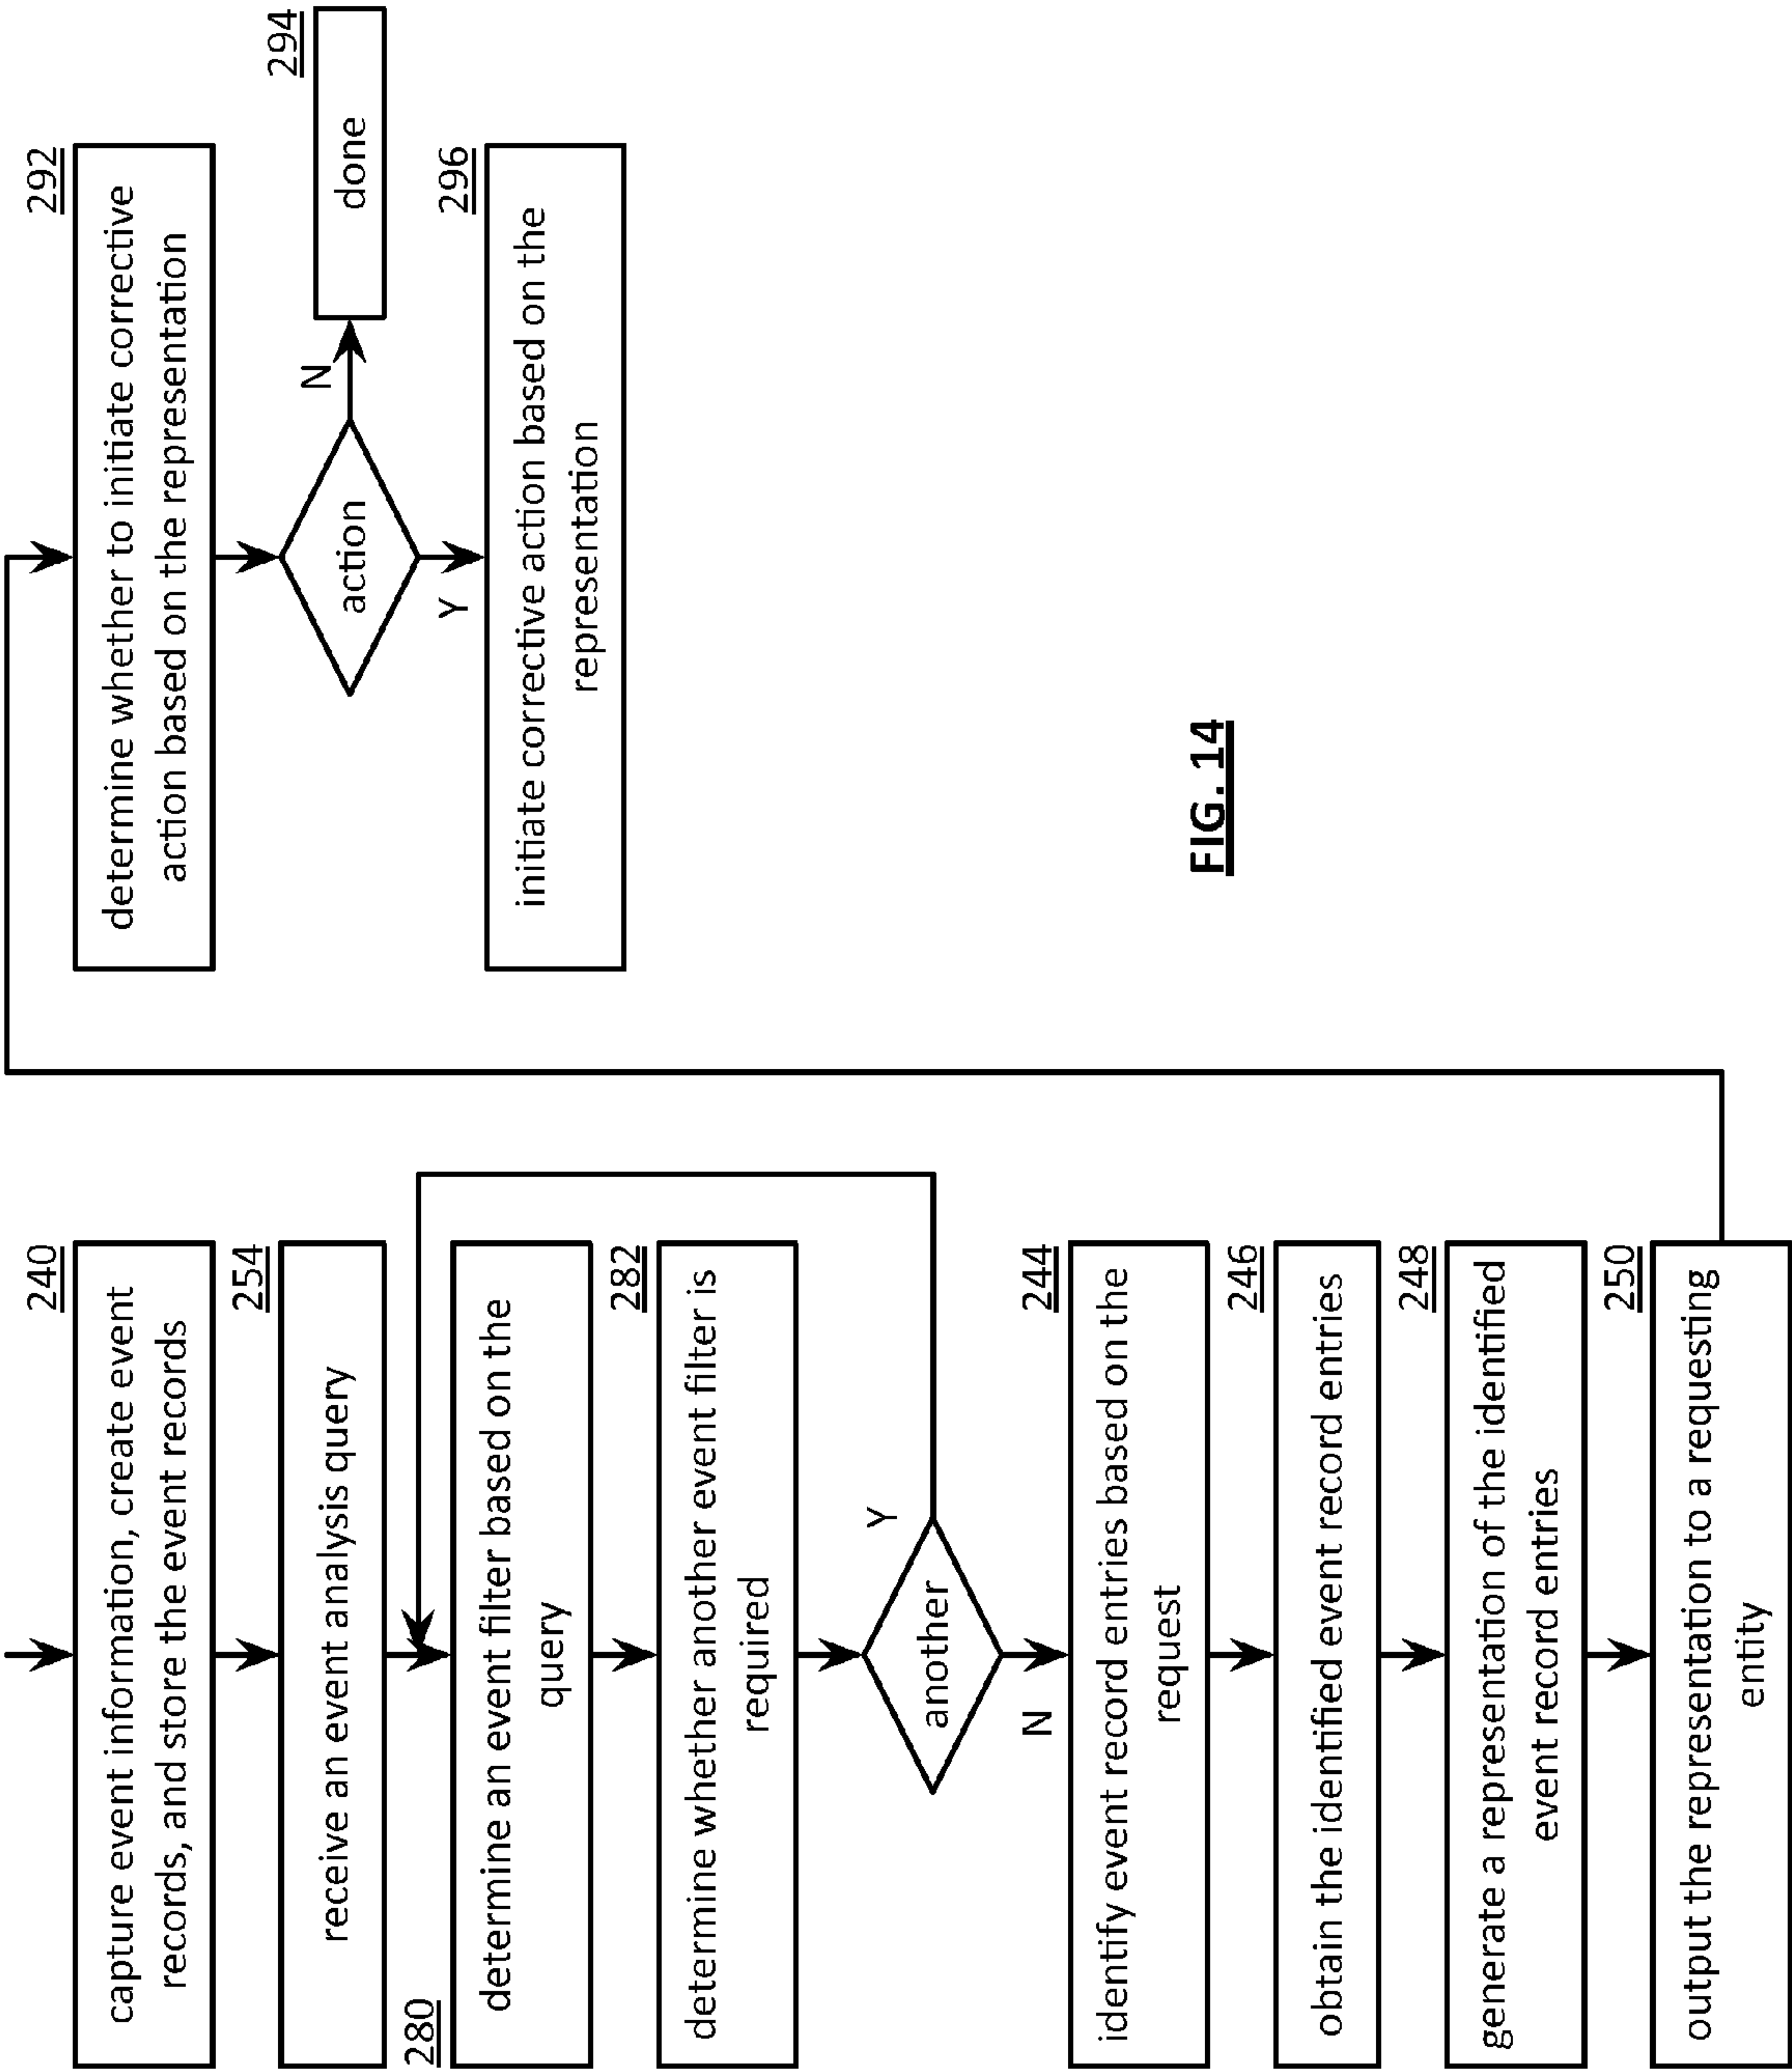 240
capture event information, create event
records, and store the event records
254
receive an event analysis query
280
determine an event filter based on the
query
282
determine whether another event filter is
required
another
Y
N
244
identify event record entries based on the
request
246
obtain the identified event record entries
248
generate a representation of the identified
event record entries
250
output the representation to a requesting
entity
292
determine whether to initiate corrective
action based on the representation
action
N
294
done
Y
296
initiate corrective action based on the
representation
FIG. 14